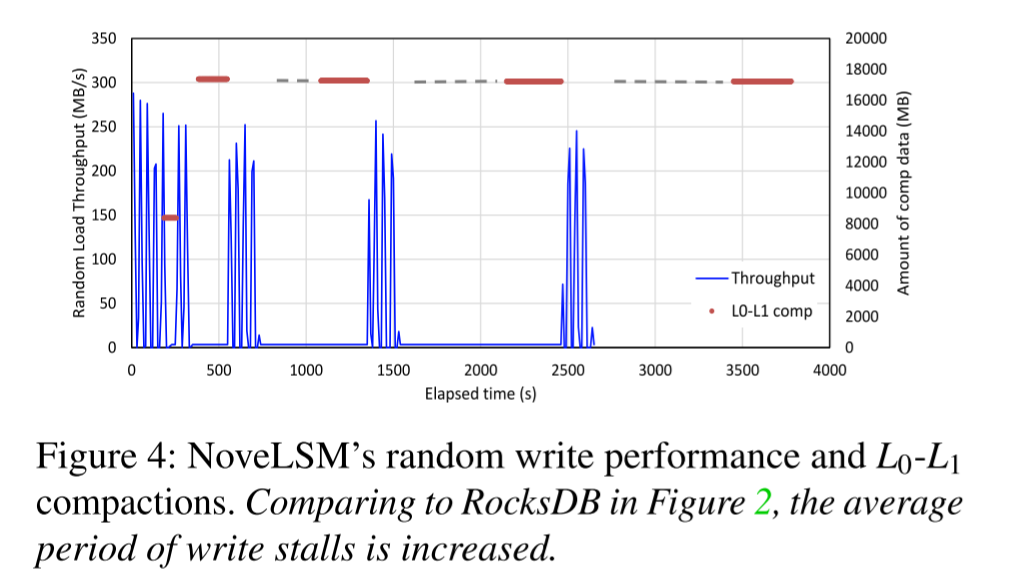 350
300
250
200
150
100
50
0
Random Load Throughput (MB/s)
20000
18000
16000
14000
12000
10000
8000
6000
4000
2000
0
Amount of comp data (MB)
Throughput
L0-L1 comp
0 500 1000 1500 2000 2500 3000 3500 4000
Elapsed time (s)
Figure 4: NoveLSM’s random write performance and L0-L1
compactions. Comparing to RocksDB in Figure 2, the average
period of write stalls is increased.